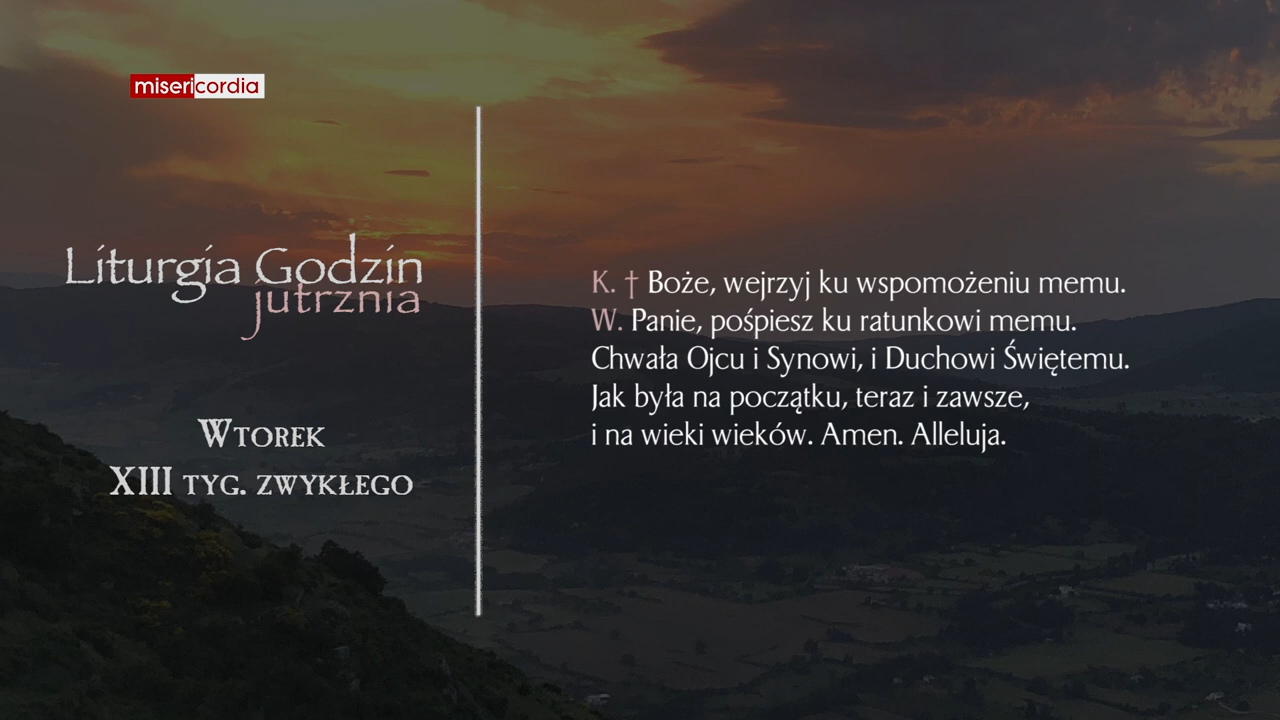 misericordia
Liturgia Godzin
jutrznia
Wtorek
XIII tyg. zwykłego
K. † Boże, wejrzyj ku wspomożeniu memu.
W. Panie, pośpiesz ku ratunkowi memu.
Chwała Ojcu i Synowi, i Duchowi Świętemu.
Jak była na początku, teraz i zawsze,
i na wieki wieków. Amen. Alleluja.